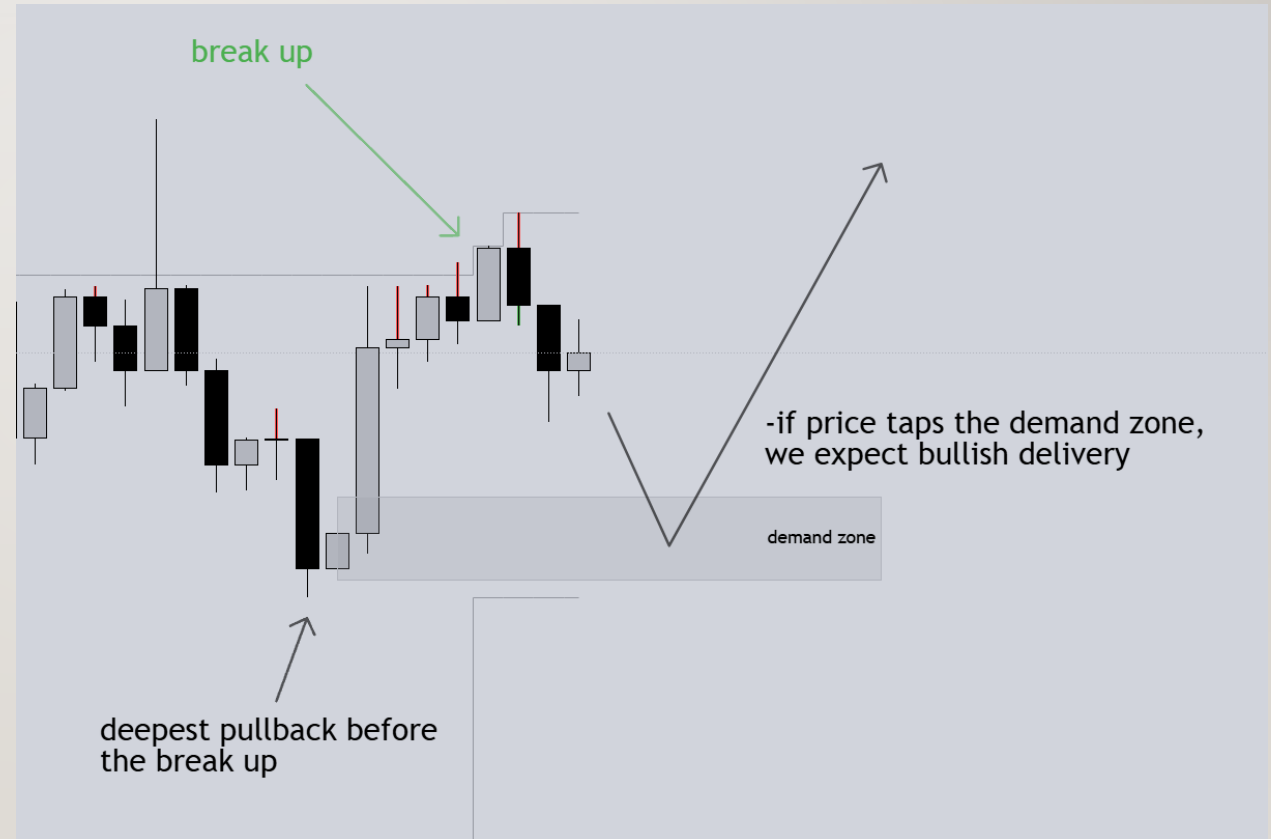 break up
-if price taps the demand zone,
we expect bullish delivery
demand zone
deepest pullback before
the break up